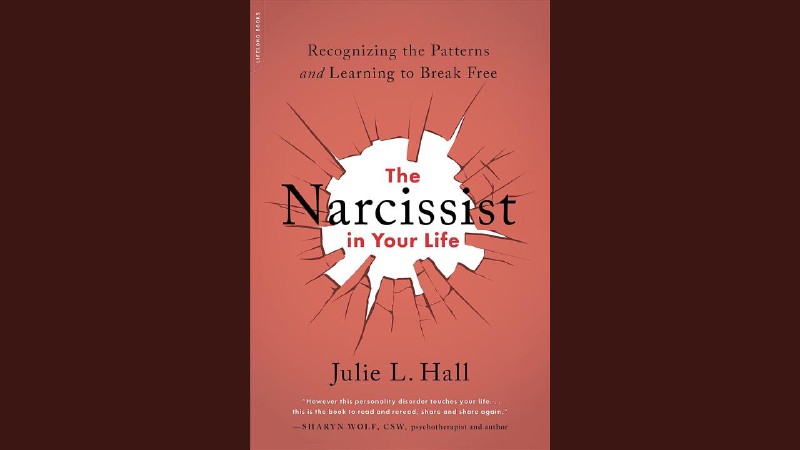 LIFELONG BOOKS
Recognizing the Patterns
and Learning to Break Free
The
Narcissist
in Your Life
Julie L. Hall
"However this personality disorder touches your life. . .
this is the book to read and reread, share and share again."
—SHARYN WOLF, CSW, psychotherapist and author